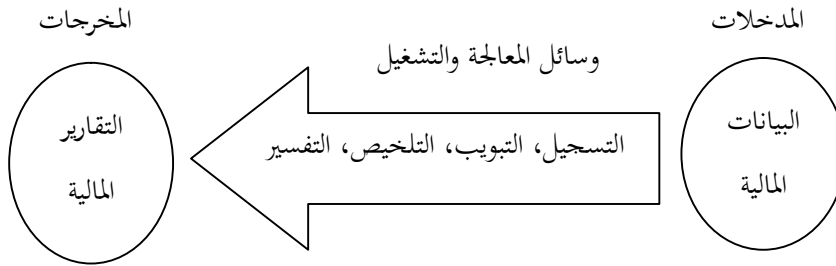 المدخلات
المخرجات
وسائل المعالجة والتشغيل
البيانات
المالية
التسجيل، التبويب، التلخيص، التفسير
التقارير
المالية